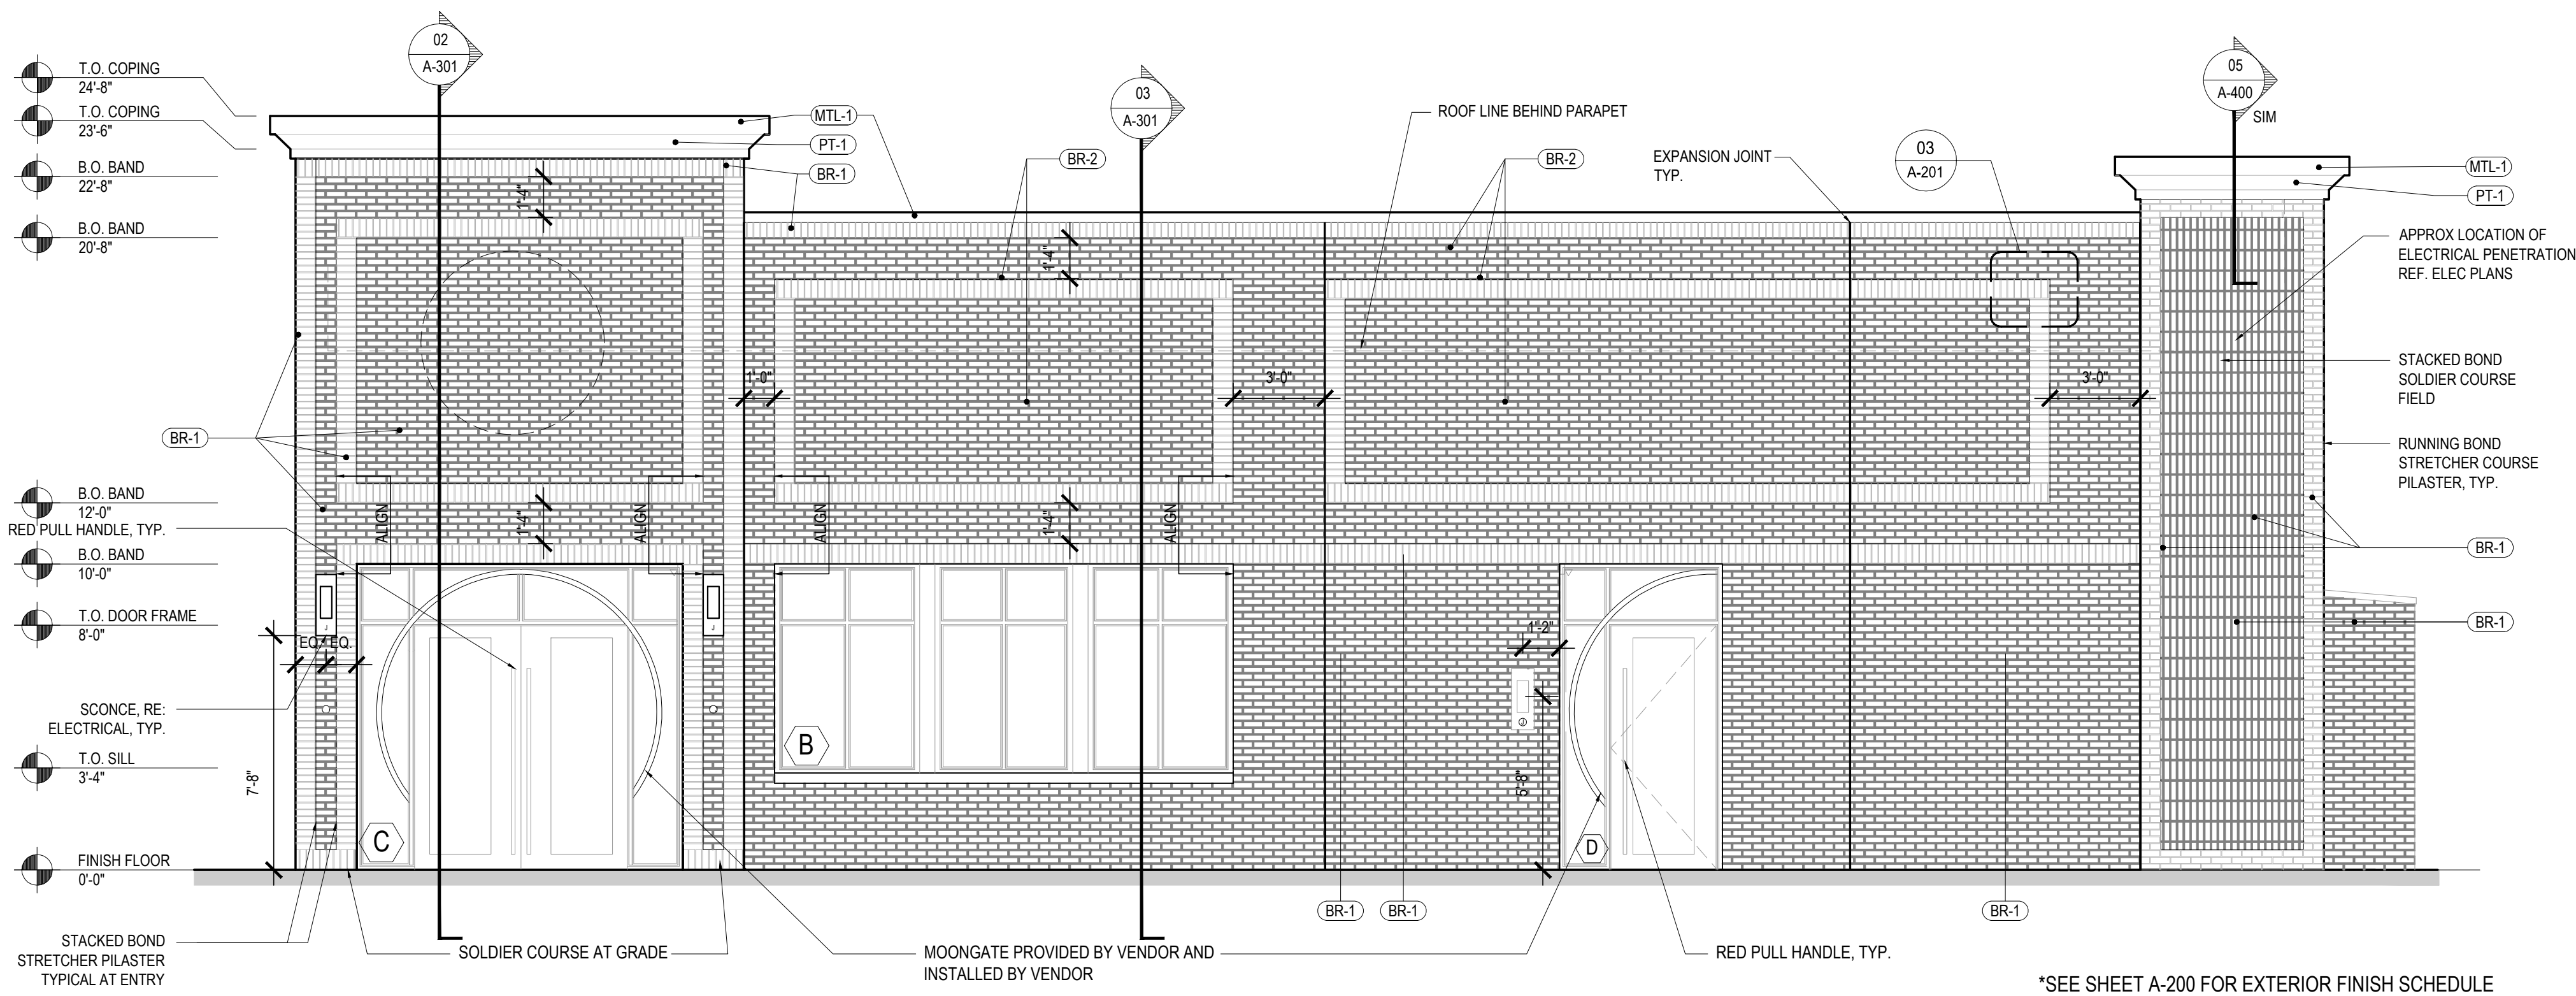 02
A-301
T.O. COPING
24'-8"
T.O. COPING
23'-6"
B.O. BAND
22'-8"
B.O. BAND
20'-8"
B.O. BAND
12'-0"
RED PULL HANDLE, TYP.
B.O. BAND
10'-0"
T.O. DOOR FRAME
8'-0"
SCONCE, RE:
ELECTRICAL, TYP.
T.O. SILL
3'-4"
FINISH FLOOR
0'-0"
STACKED BOND
STRETCHER PILASTER
TYPICAL AT ENTRY
BR-1
EQ.
EQ.
7'-8"
MTL-1
PT-1
BR-1
1'-4"
1'-4"
ALIGN
ALIGN
J
J
C
SOLDIER COURSE AT GRADE
03
A-301
BR-2
1'-4"
1'-0"
3'-0"
1'-4"
ALIGN
ALIGN
B
MOONGATE PROVIDED BY VENDOR AND
INSTALLED BY VENDOR
ROOF LINE BEHIND PARAPET
BR-2
EXPANSION JOINT
TYP.
03
A-201
3'-0"
1'-2"
J
5'-8"
D
BR-1
BR-1
BR-1
RED PULL HANDLE, TYP.
05
A-400
SIM
MTL-1
PT-1
APPROX LOCATION OF
ELECTRICAL PENETRATION
REF. ELEC PLANS
STACKED BOND
SOLDIER COURSE
FIELD
RUNNING BOND
STRETCHER COURSE
PILASTER, TYP.
BR-1
BR-1
*SEE SHEET A-200 FOR EXTERIOR FINISH SCHEDULE